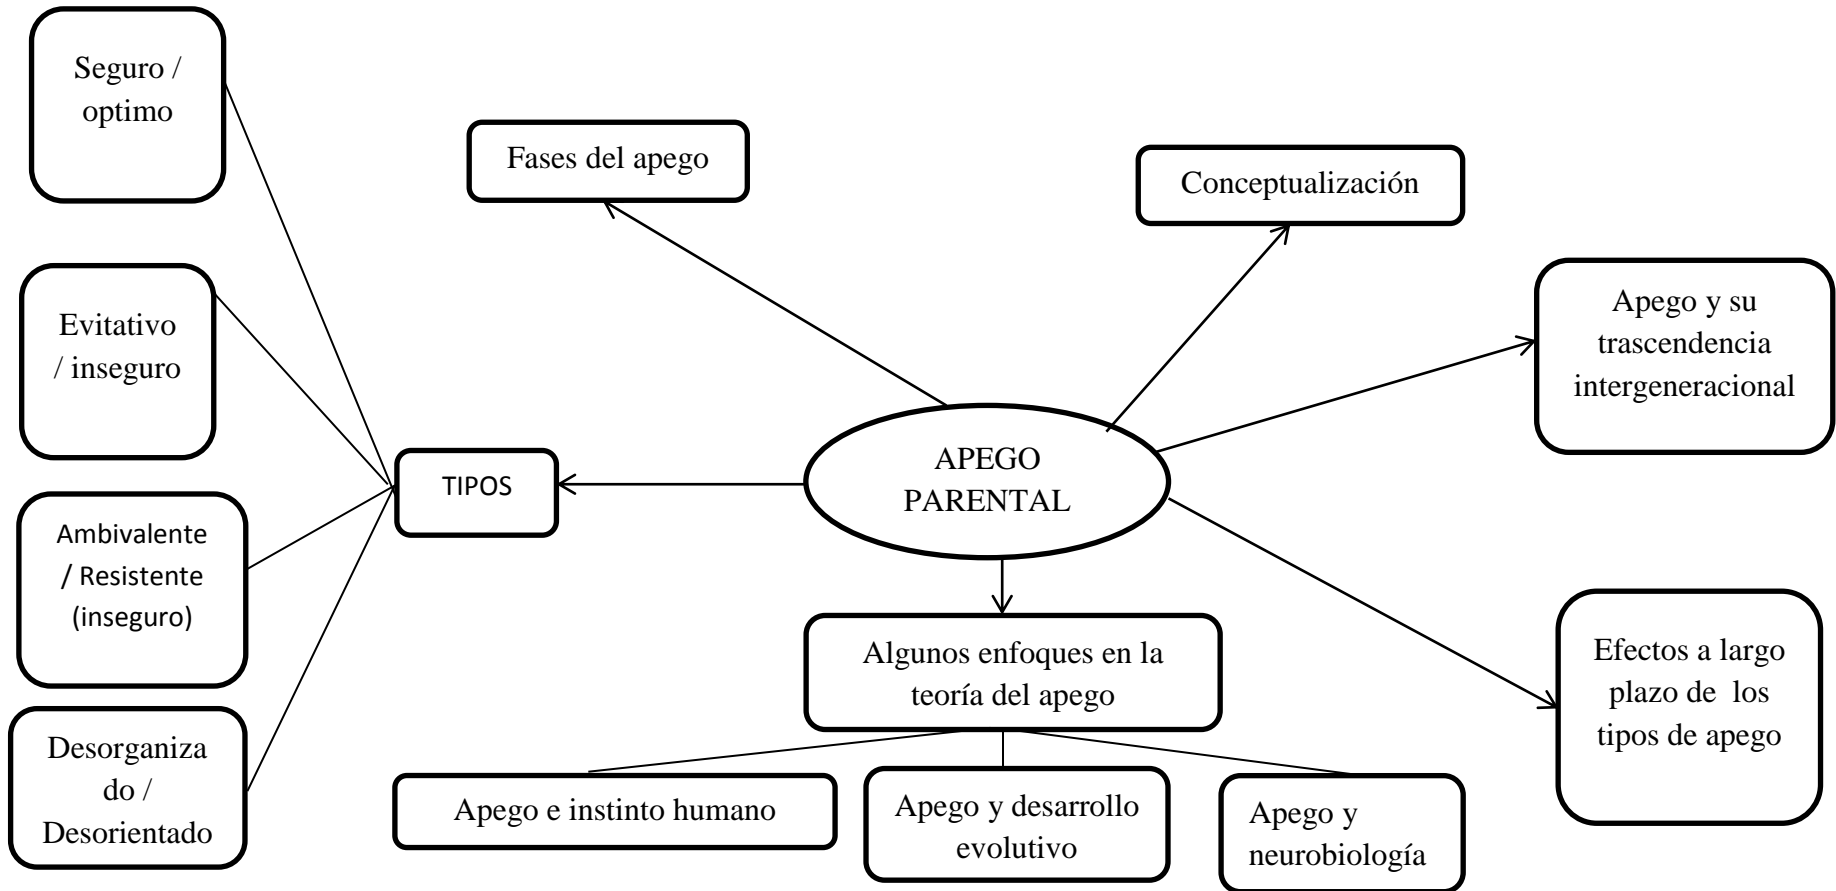 Seguro /
optimo
Fases del apego
Conceptualización
Evitativo
/ inseguro
Apego y su
trascendencia
intergeneracional
TIPOS
APEGO
PARENTAL
Ambivalente
/ Resistente
(inseguro)
Algunos enfoques en la
teoría del apego
Efectos a largo
plazo de los
tipos de apego
Desorganiza
do /
Desorientado
Apego e instinto humano
Apego y desarrollo
evolutivo
Apego y
neurobiología